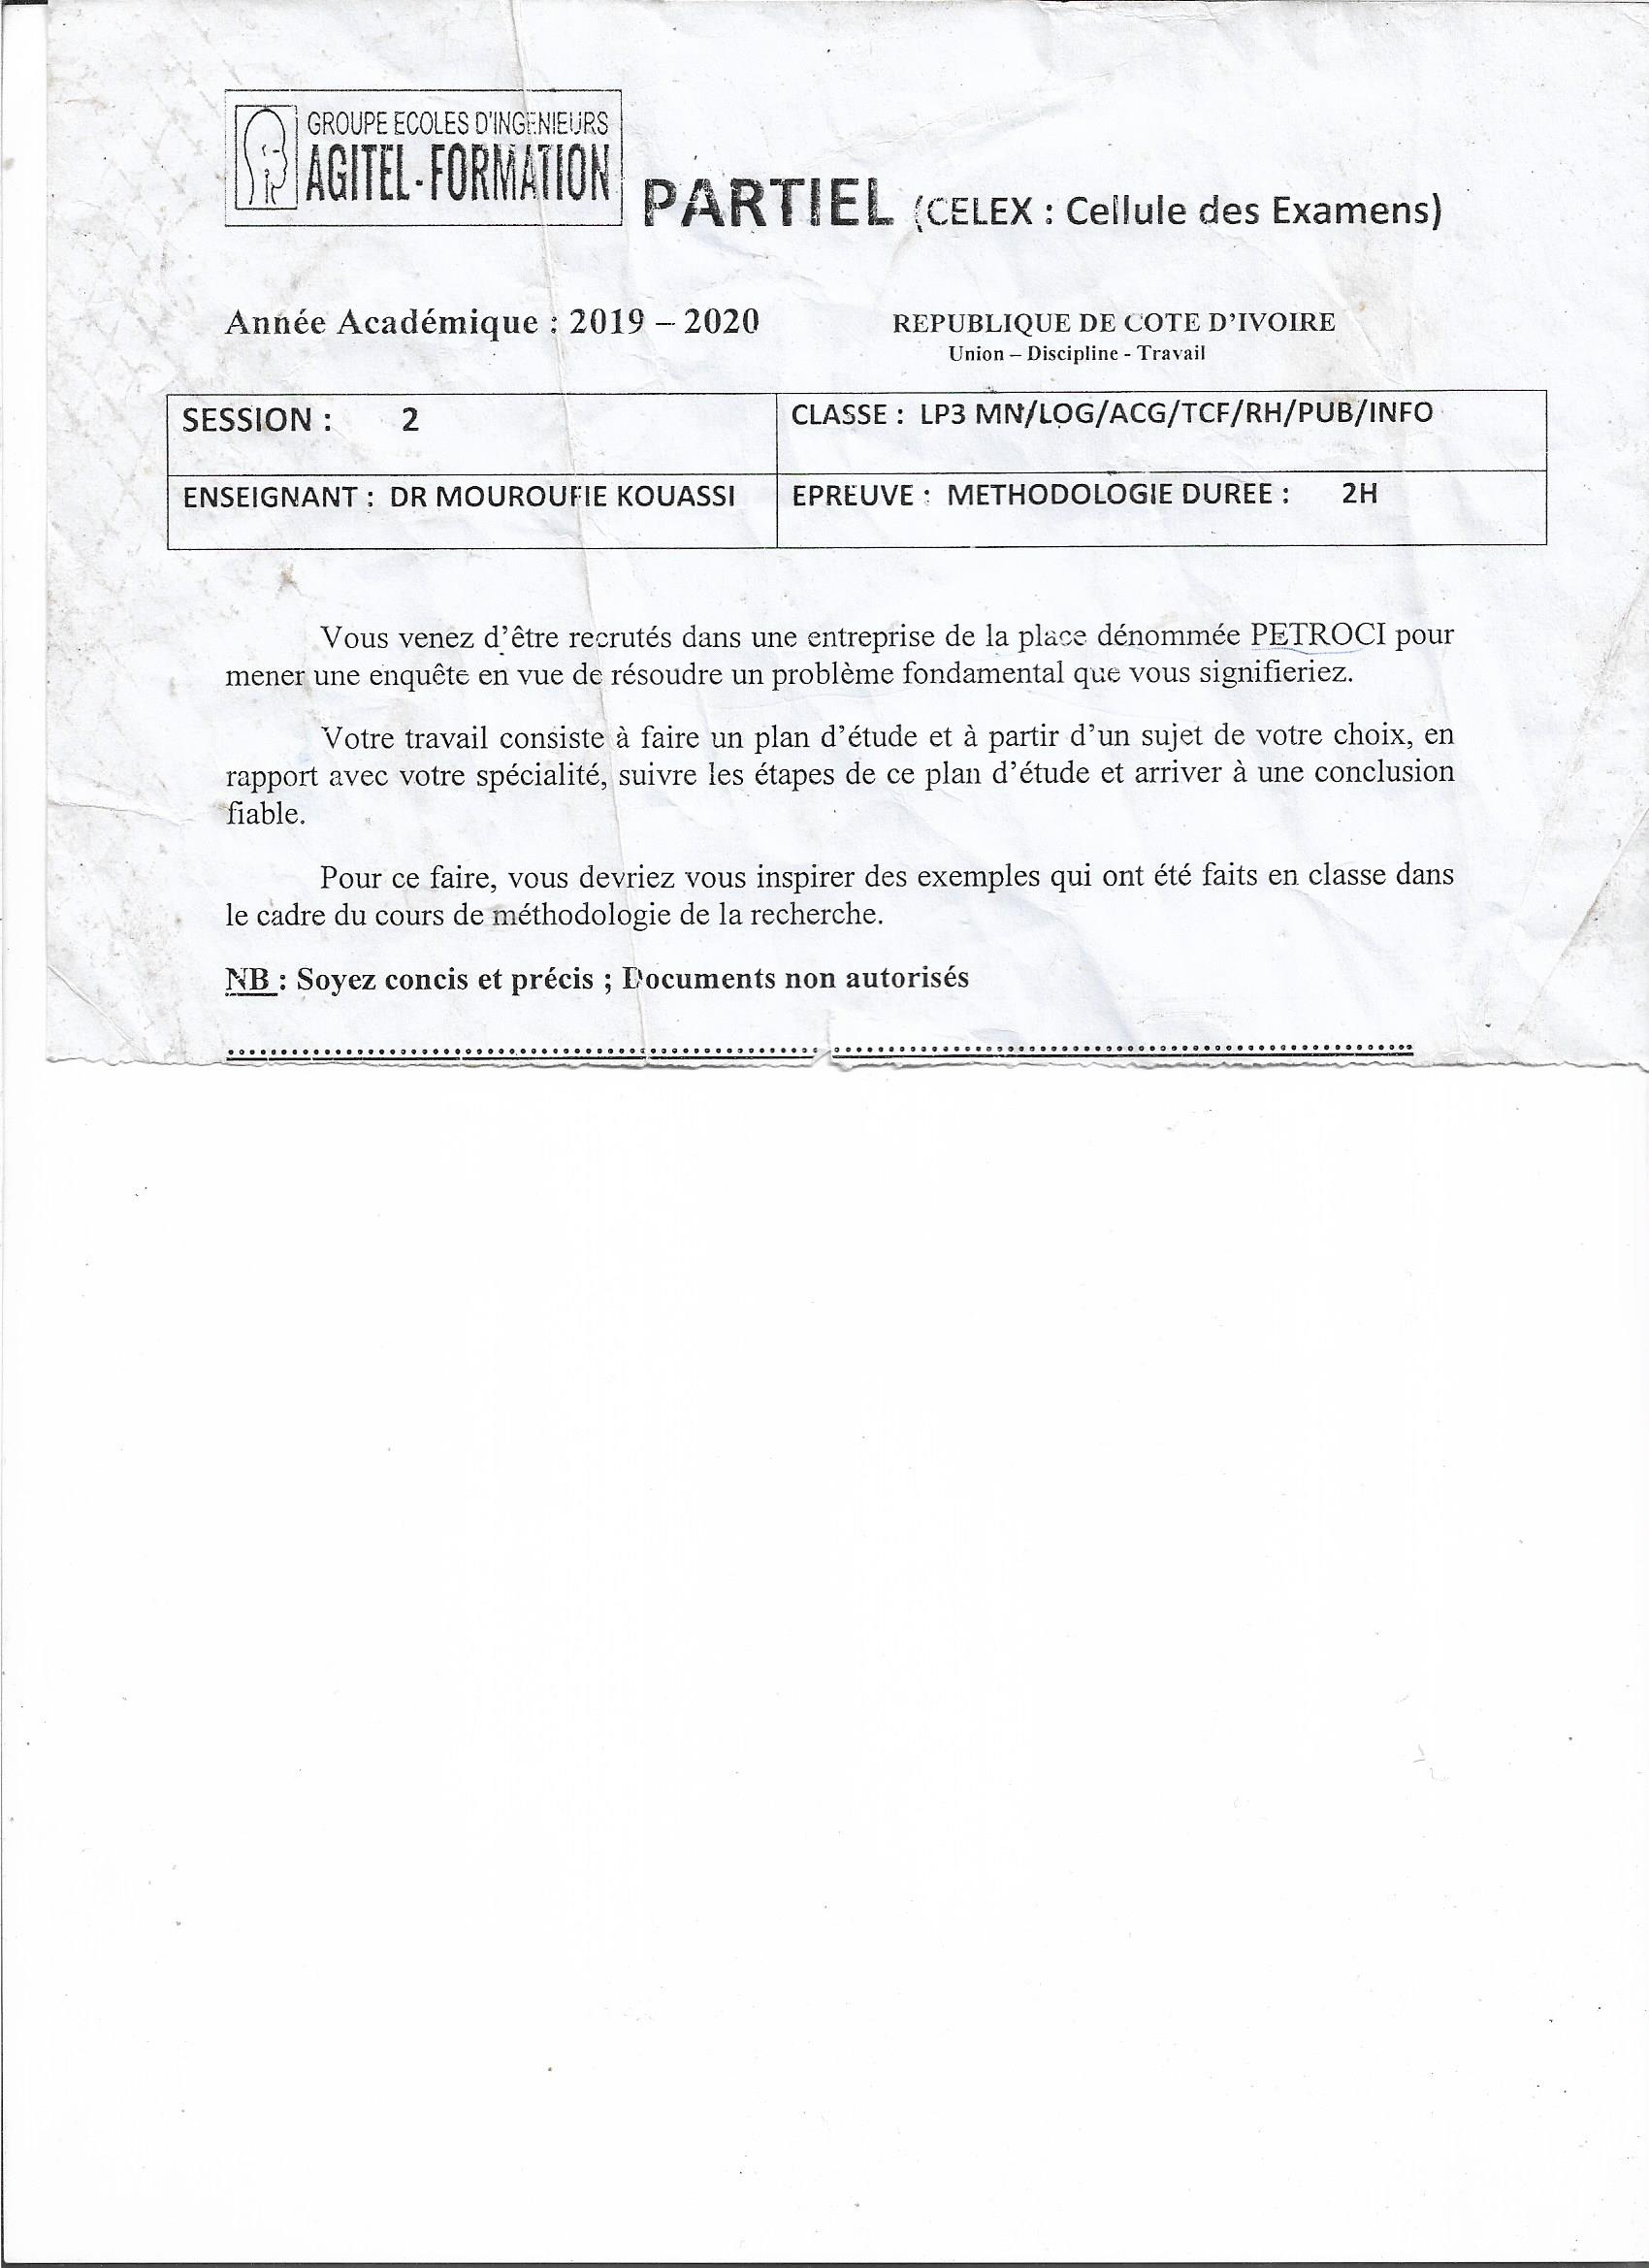 GROUPE ECOLES D'INGENIEURS
AGITEL-FORMATION
PARTIEL (CELEX : Cellule des Examens)
Année Académique : 2019 – 2020
REPUBLIQUE DE COTE D'IVOIRE
Union – Discipline - Travail
SESSION : 2
CLASSE : LP3 MN/LOG/ACG/TCF/RH/PUB/INFO
ENSEIGNANT : DR MOUROUFIE KOUASSI
EPREUVE : METHODOLOGIE DUREE : 2H
Vous venez d'être recrutés dans une entreprise de la place dénommée PETROCI pour
mener une enquête en vue de résoudre un problème fondamental que vous signifieriez.
Votre travail consiste à faire un plan d'étude et à partir d'un sujet de votre choix, en
rapport avec votre spécialité, suivre les étapes de ce plan d'étude et arriver à une conclusion
fiable.
Pour ce faire, vous devriez vous inspirer des exemples qui ont été faits en classe dans
le cadre du cours de méthodologie de la recherche.
NB : Soyez concis et précis ; Documents non autorisés